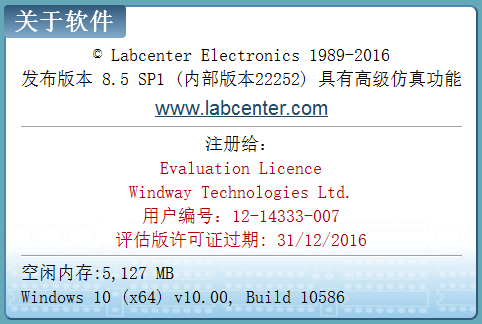 关于软件
© Labcenter Electronics 1989-2016
发布版本 8.5 SP1 (内部版本22252) 具有高级仿真功能
www.labcenter.com
注册给:
Evaluation Licence
Windway Technologies Ltd.
用户编号: 12-14333-007
评估版许可证过期: 31/12/2016
空闲内存:5,127 MB
Windows 10 (x64) v10.00, Build 10586